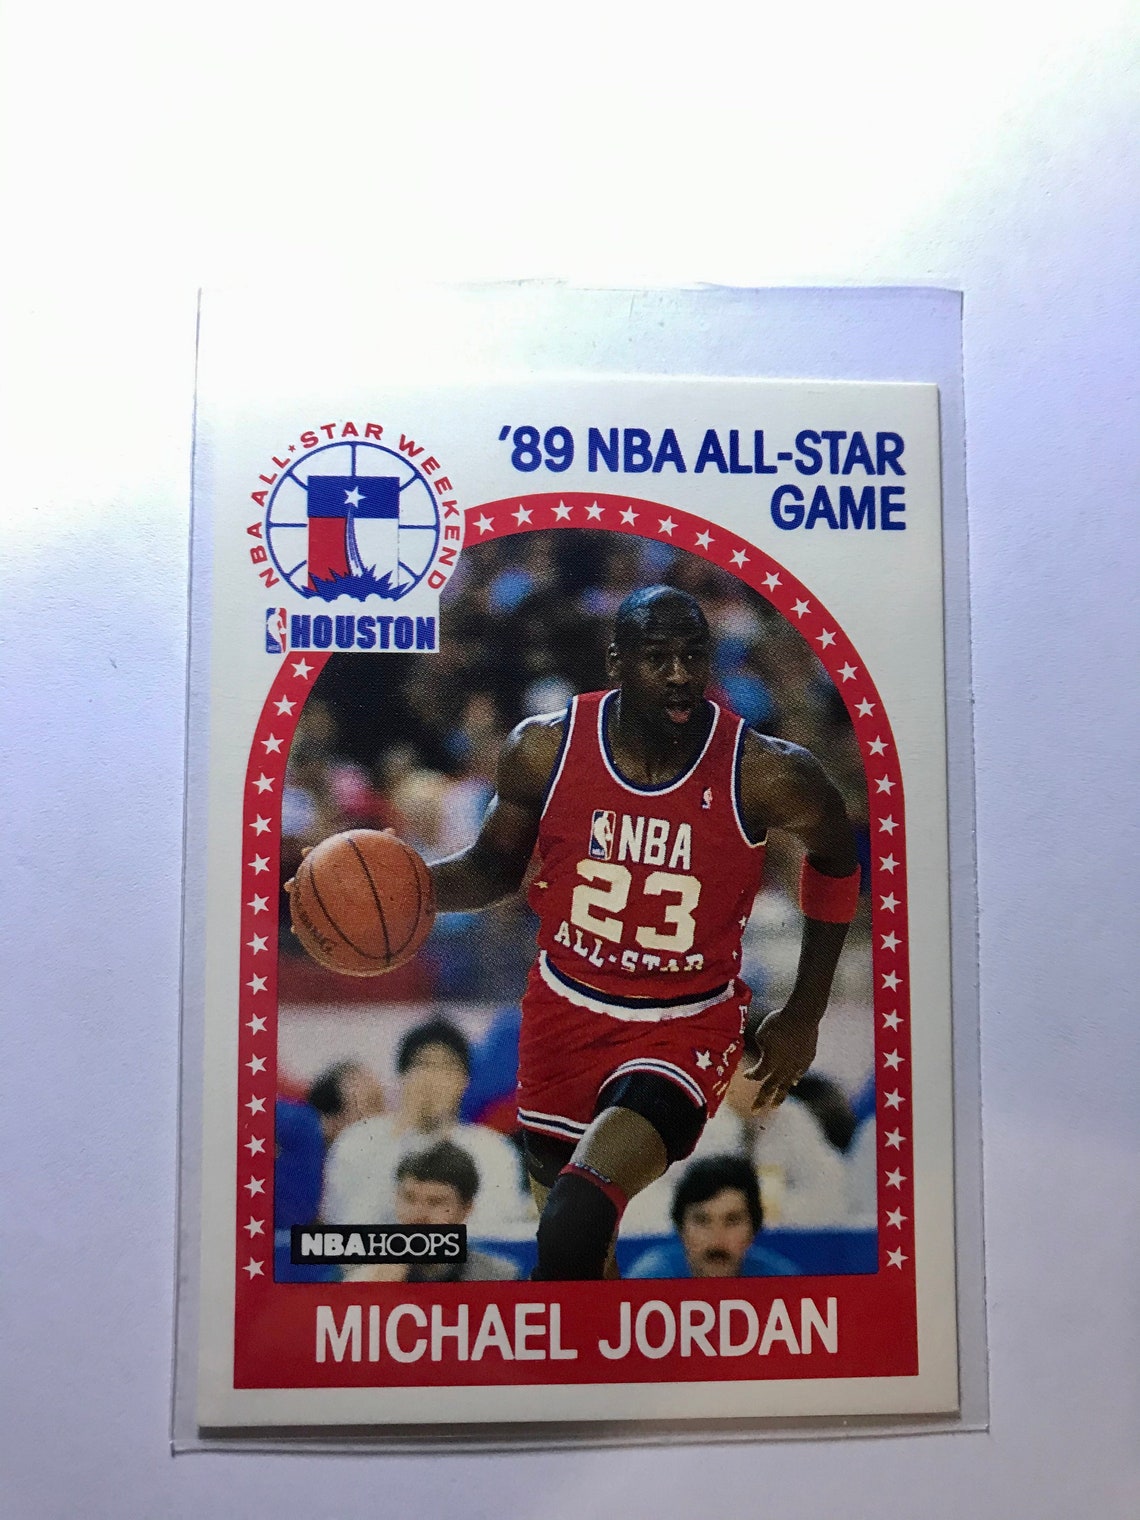 NBA ALL★STAR WEEKEND
HOUSTON
'89 NBA ALL-STAR
GAME
NBA
23
ALL-STAR
NBA HOOPS
MICHAEL JORDAN